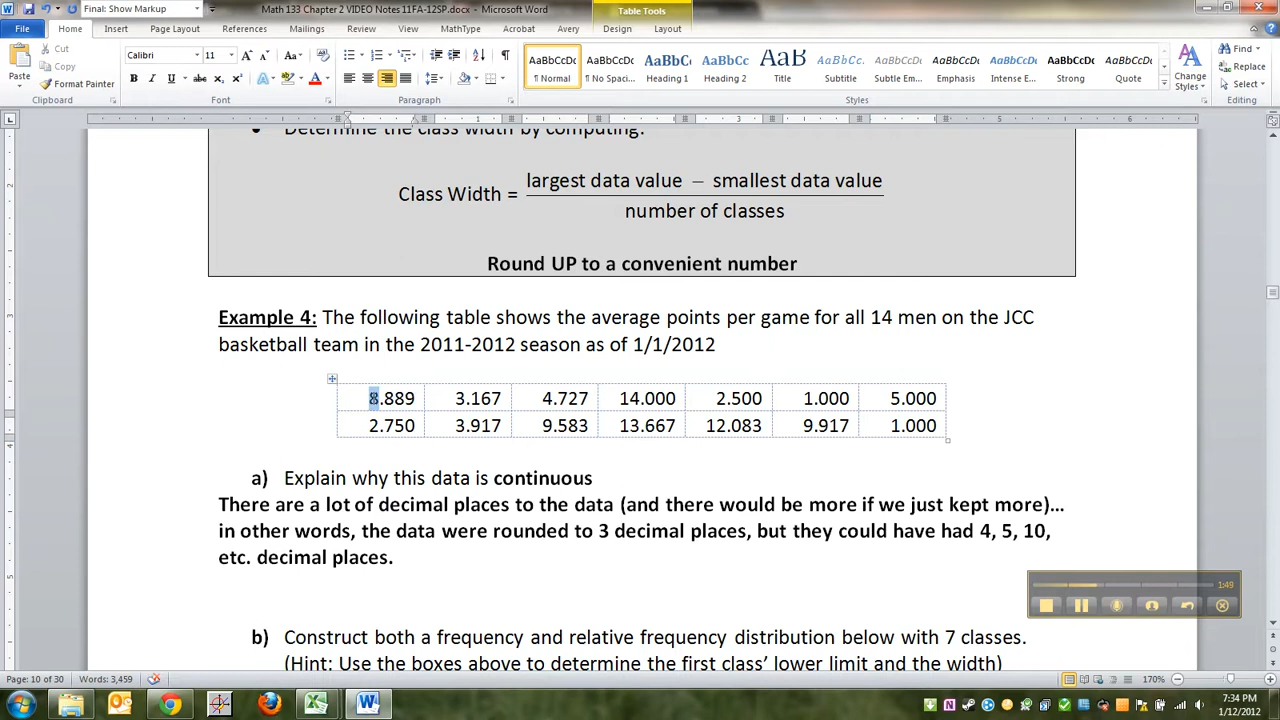 Final: Show Markup
Math 133 Chapter 2 VIDEO Notes 11FA-12SP.docx - Microsoft Word
Table Tools
File Home Insert Page Layout References Mailings Review View MathType Acrobat Avery Design Layout
Paste
Cut
Copy
Format Painter
Clipboard
Calibri 11
Font
Paragraph
AaBbCcDc AaBbCcDc AaBbC AaBbCc AaB AaBbCc. AaBbCcDc AaBbCcDc AaBbCcDc AaBbCcDc AaBbCcDc
¶ Normal ¶ No Spaci... Heading 1 Heading 2 Title Subtitle Subtle Em... Emphasis Intense E... Strong Quote
Styles
Change
Styles
Find
Replace
Select
Editing
Determine the class width by computing:
Class Width = largest data value – smallest data value
number of classes
Round UP to a convenient number
Example 4: The following table shows the average points per game for all 14 men on the JCC
basketball team in the 2011-2012 season as of 1/1/2012
8.889 3.167 4.727 14.000 2.500 1.000 5.000
2.750 3.917 9.583 13.667 12.083 9.917 1.000
a) Explain why this data is continuous
There are a lot of decimal places to the data (and there would be more if we just kept more)...
in other words, the data were rounded to 3 decimal places, but they could have had 4, 5, 10,
etc. decimal places.
1:49
b) Construct both a frequency and relative frequency distribution below with 7 classes.
(Hint: Use the boxes above to determine the first class' lower limit and the width)
Page: 10 of 30 Words: 3,459 170%
7:34 PM
1/12/2012